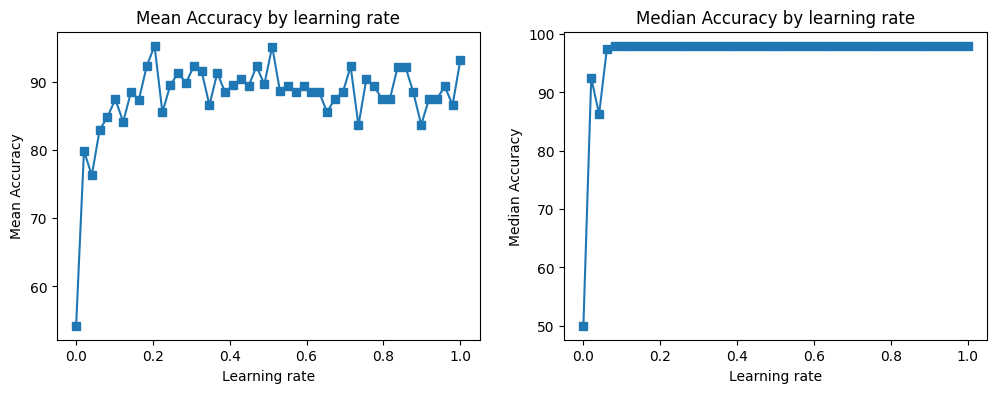 Mean Accuracy by learning rate
Mean Accuracy
90
80
70
60
0.0 0.2 0.4 0.6 0.8 1.0
Learning rate
Median Accuracy by learning rate
Median Accuracy
100
90
80
70
60
50
0.0 0.2 0.4 0.6 0.8 1.0
Learning rate